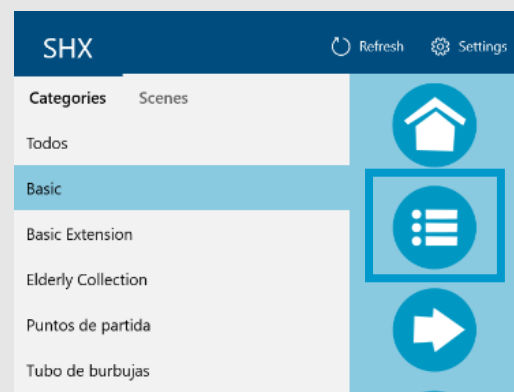 SHX
Refresh
Settings
Categories
Scenes
Todos
Basic
Basic Extension
Elderly Collection
Puntos de partida
Tubo de burbujas